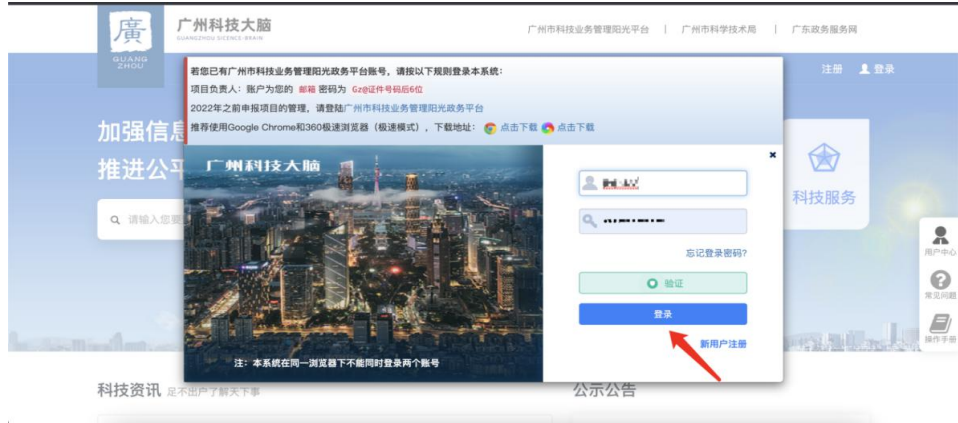 廣
GUANG
ZHOU
广州科技大脑
GUANGZHOU SCIENCE BRAIN
广州市科技业务管理阳光平台 | 广州市科学技术局 | 广东政务服务网
注册 登录
若您已有广州市科技业务管理阳光政务平台账号，请按以下规则登录本系统：
项目负责人：账户为您的 邮箱 密码为 Gz@证件号码后6位
2022年之前申报项目的管理，请登陆广州市科技业务管理阳光政务平台
推荐使用Google Chrome和360极速浏览器（极速模式），下载地址： 点击下载 点击下载
加强信息
推进公平
请输入您要
广州科技大脑
忘记登录密码?
验证
登录
新用户注册
注：本系统在同一浏览器下不能同时登录两个账号
科技服务
用户中心
常见问题
操作手册
科技资讯 足不出户了解天下事
公示公告